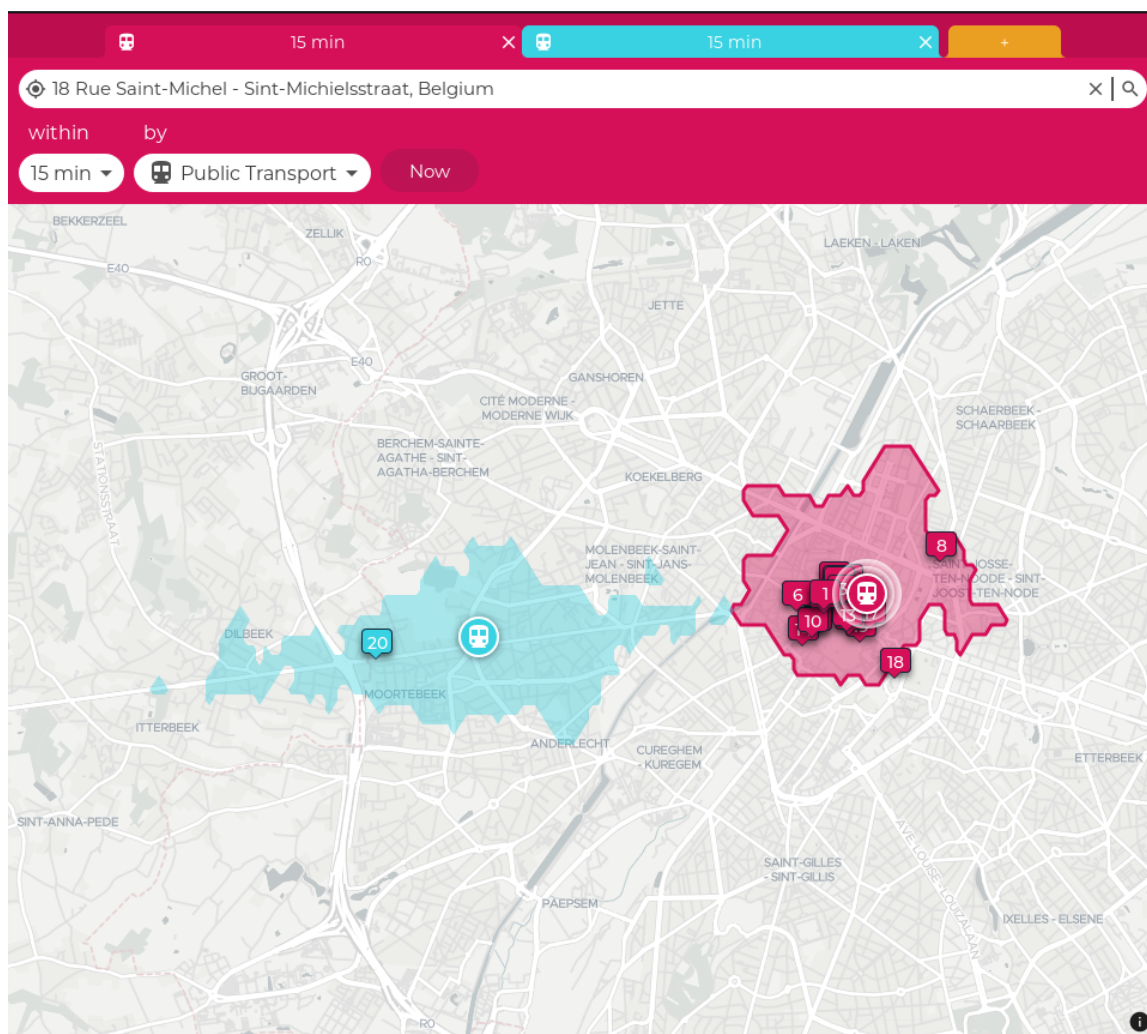 15 min
15 min
+
18 Rue Saint-Michel - Sint-Michielsstraat, Belgium
within by
15 min Public Transport Now
BEKKERZEEL
ZELLIK
R0
LAEKEN - LAKEN
E40
JETTE
E40
GROOT-
BIJGAARDEN
GANSHOREN
CITÉ MODERNE -
MODERNE WIJK
SCHAERBEEK -
SCHAARBEEK
STATIONSSTRAAT
BERCHEM-SAINTE-
AGATHE - SINT-
AGATHA-BERCHEM
KOEKELBERG
8
MOLENBEEK-SAINT-
JEAN - SINT-JANS-
MOLENBEEK
SAINT-JOSSE-
TEN-NOODE - SINT-
JOOST-TEN-NODE
6
1
3
10
13
17
DILBEEK
20
18
MOORTEBEEK
ITTERBEEK
ANDERLECHT
CUREGHEM
- KUREGEM
ETTERBEEK
SINT-ANNA-PEDE
AVE LOUISE - LOUIZALAAN
SAINT-GILLES
- SINT-GILLIS
PAEPSEM
IXELLES - ELSENE
R0
i